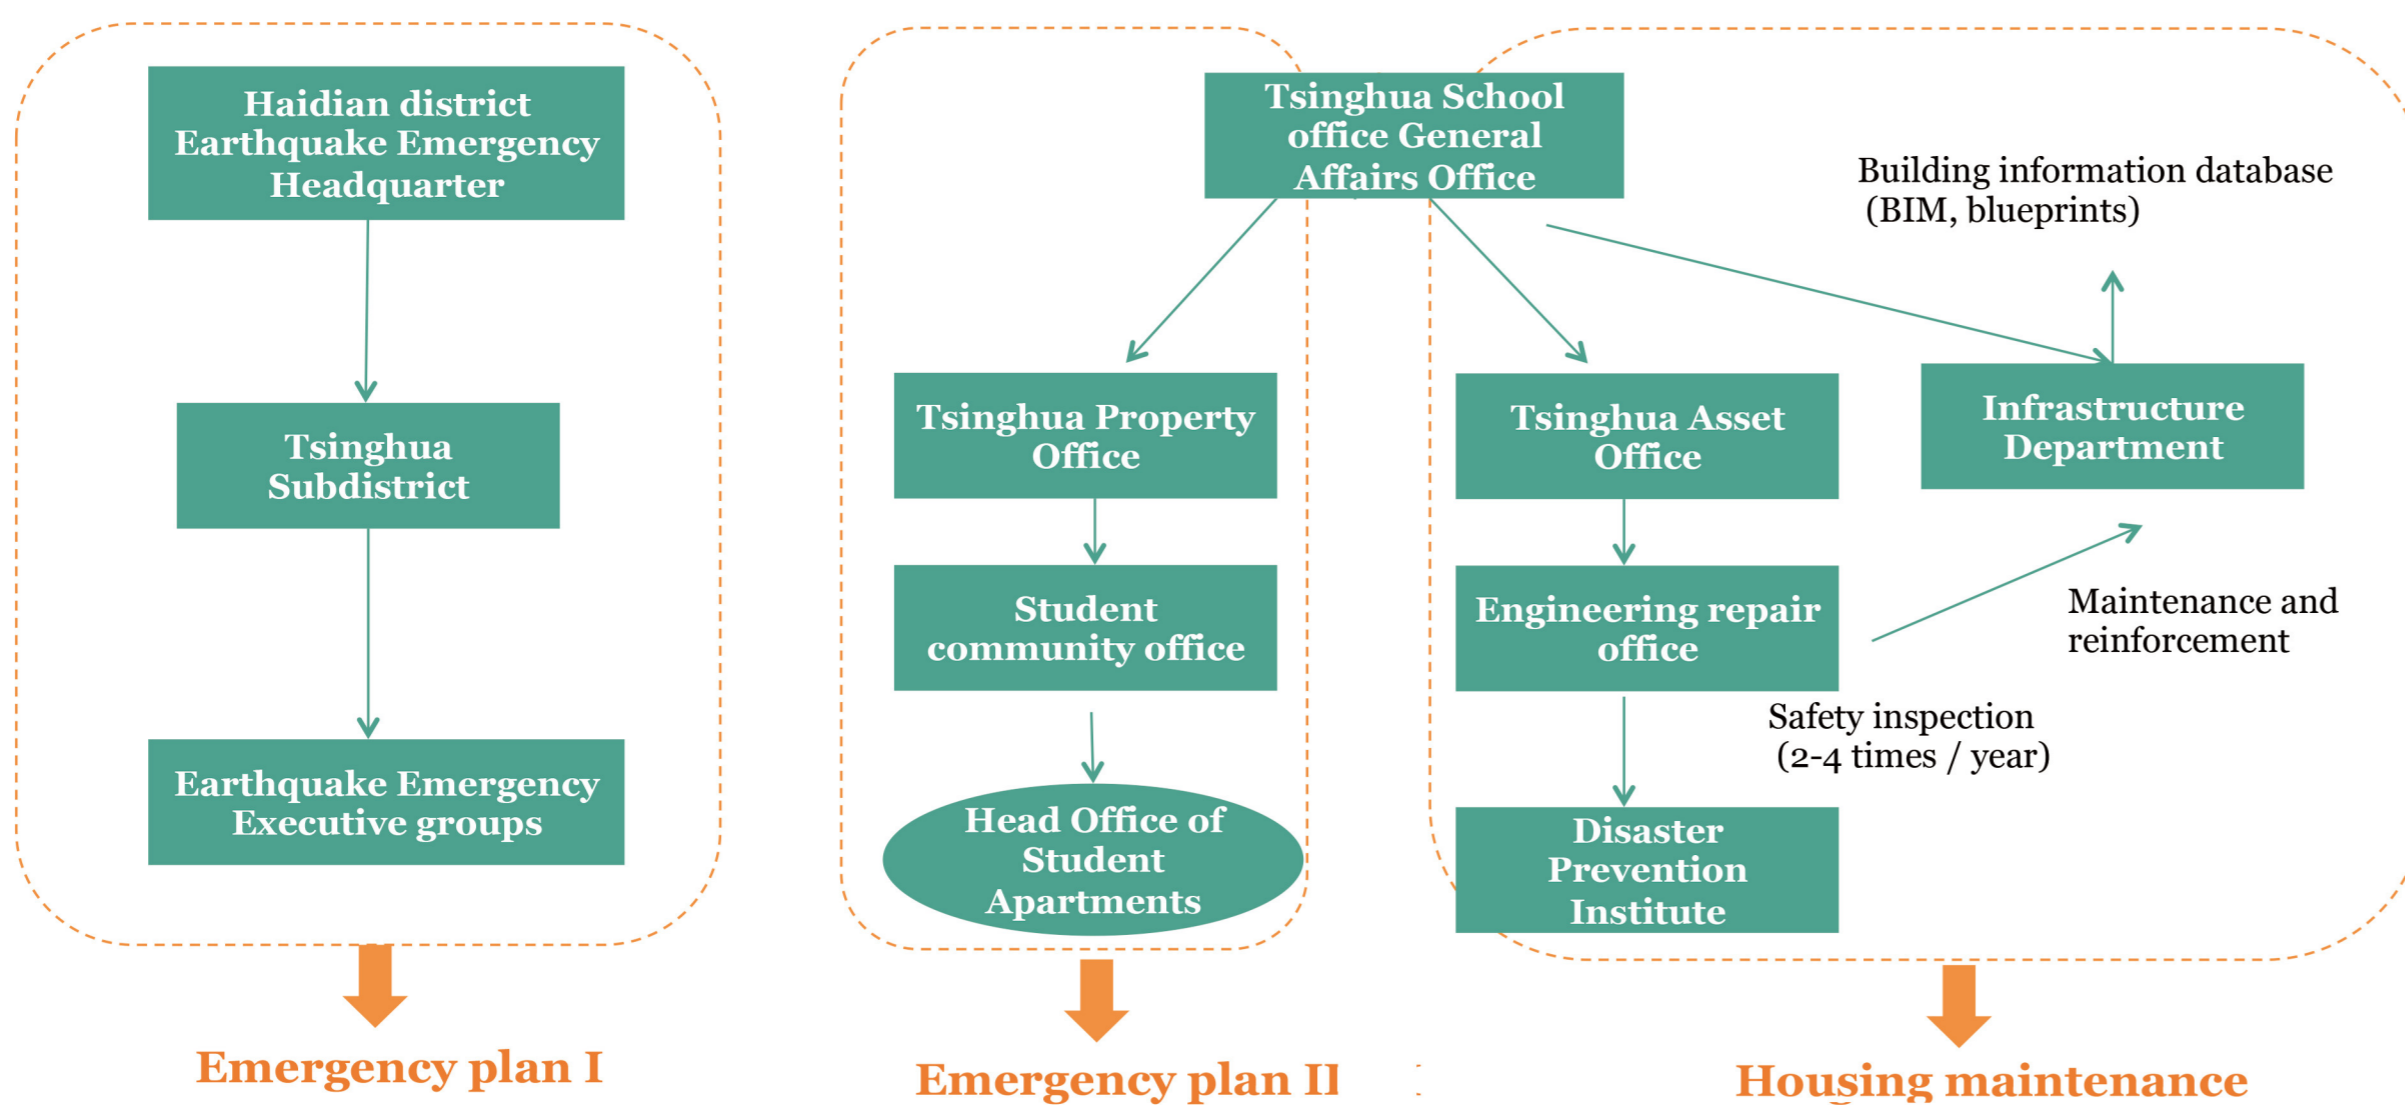 Haidian district
Earthquake Emergency
Headquarter
Tsinghua
Subdistrict
Earthquake Emergency
Executive groups
Emergency plan I
Tsinghua School
office General
Affairs Office
Tsinghua Property
Office
Student
community office
Head Office of
Student
Apartments
Emergency plan II
Tsinghua Asset
Office
Engineering repair
office
Disaster
Prevention
Institute
Building information database
(BIM, blueprints)
Infrastructure
Department
Maintenance and
reinforcement
Safety inspection
(2-4 times / year)
Housing maintenance